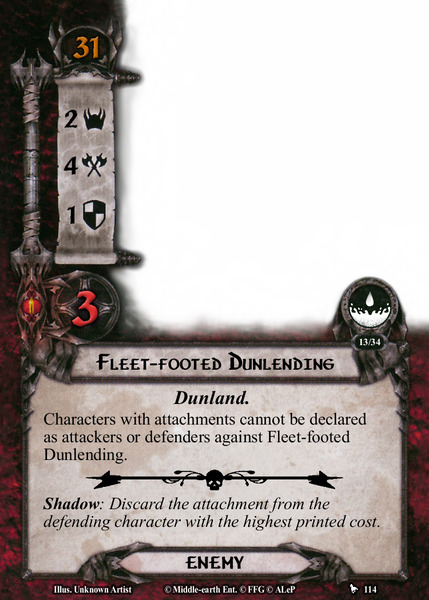 31
2
4
1
3
13/34
Fleet-footed Dunlending
Dunland.
Characters with attachments cannot be declared
as attackers or defenders against Fleet-footed
Dunlending.
Shadow: Discard the attachment from the
defending character with the highest printed cost.
ENEMY
Illus. Unknown Artist © Middle-earth Ent. © FFG © ALeP 114